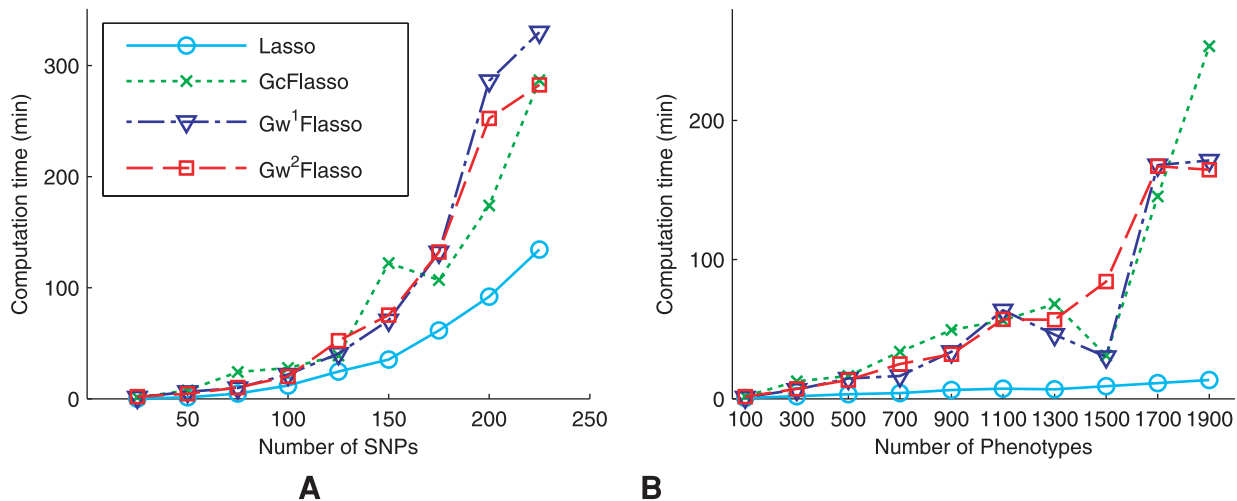 Computation time (min)
300
200
100
0
Lasso
GcFlasso
Gw¹Flasso
Gw²Flasso
50 100 150 200 250
Number of SNPs
A
Computation time (min)
200
100
0
100 300 500 700 900 1100 1300 1500 1700 1900
Number of Phenotypes
B